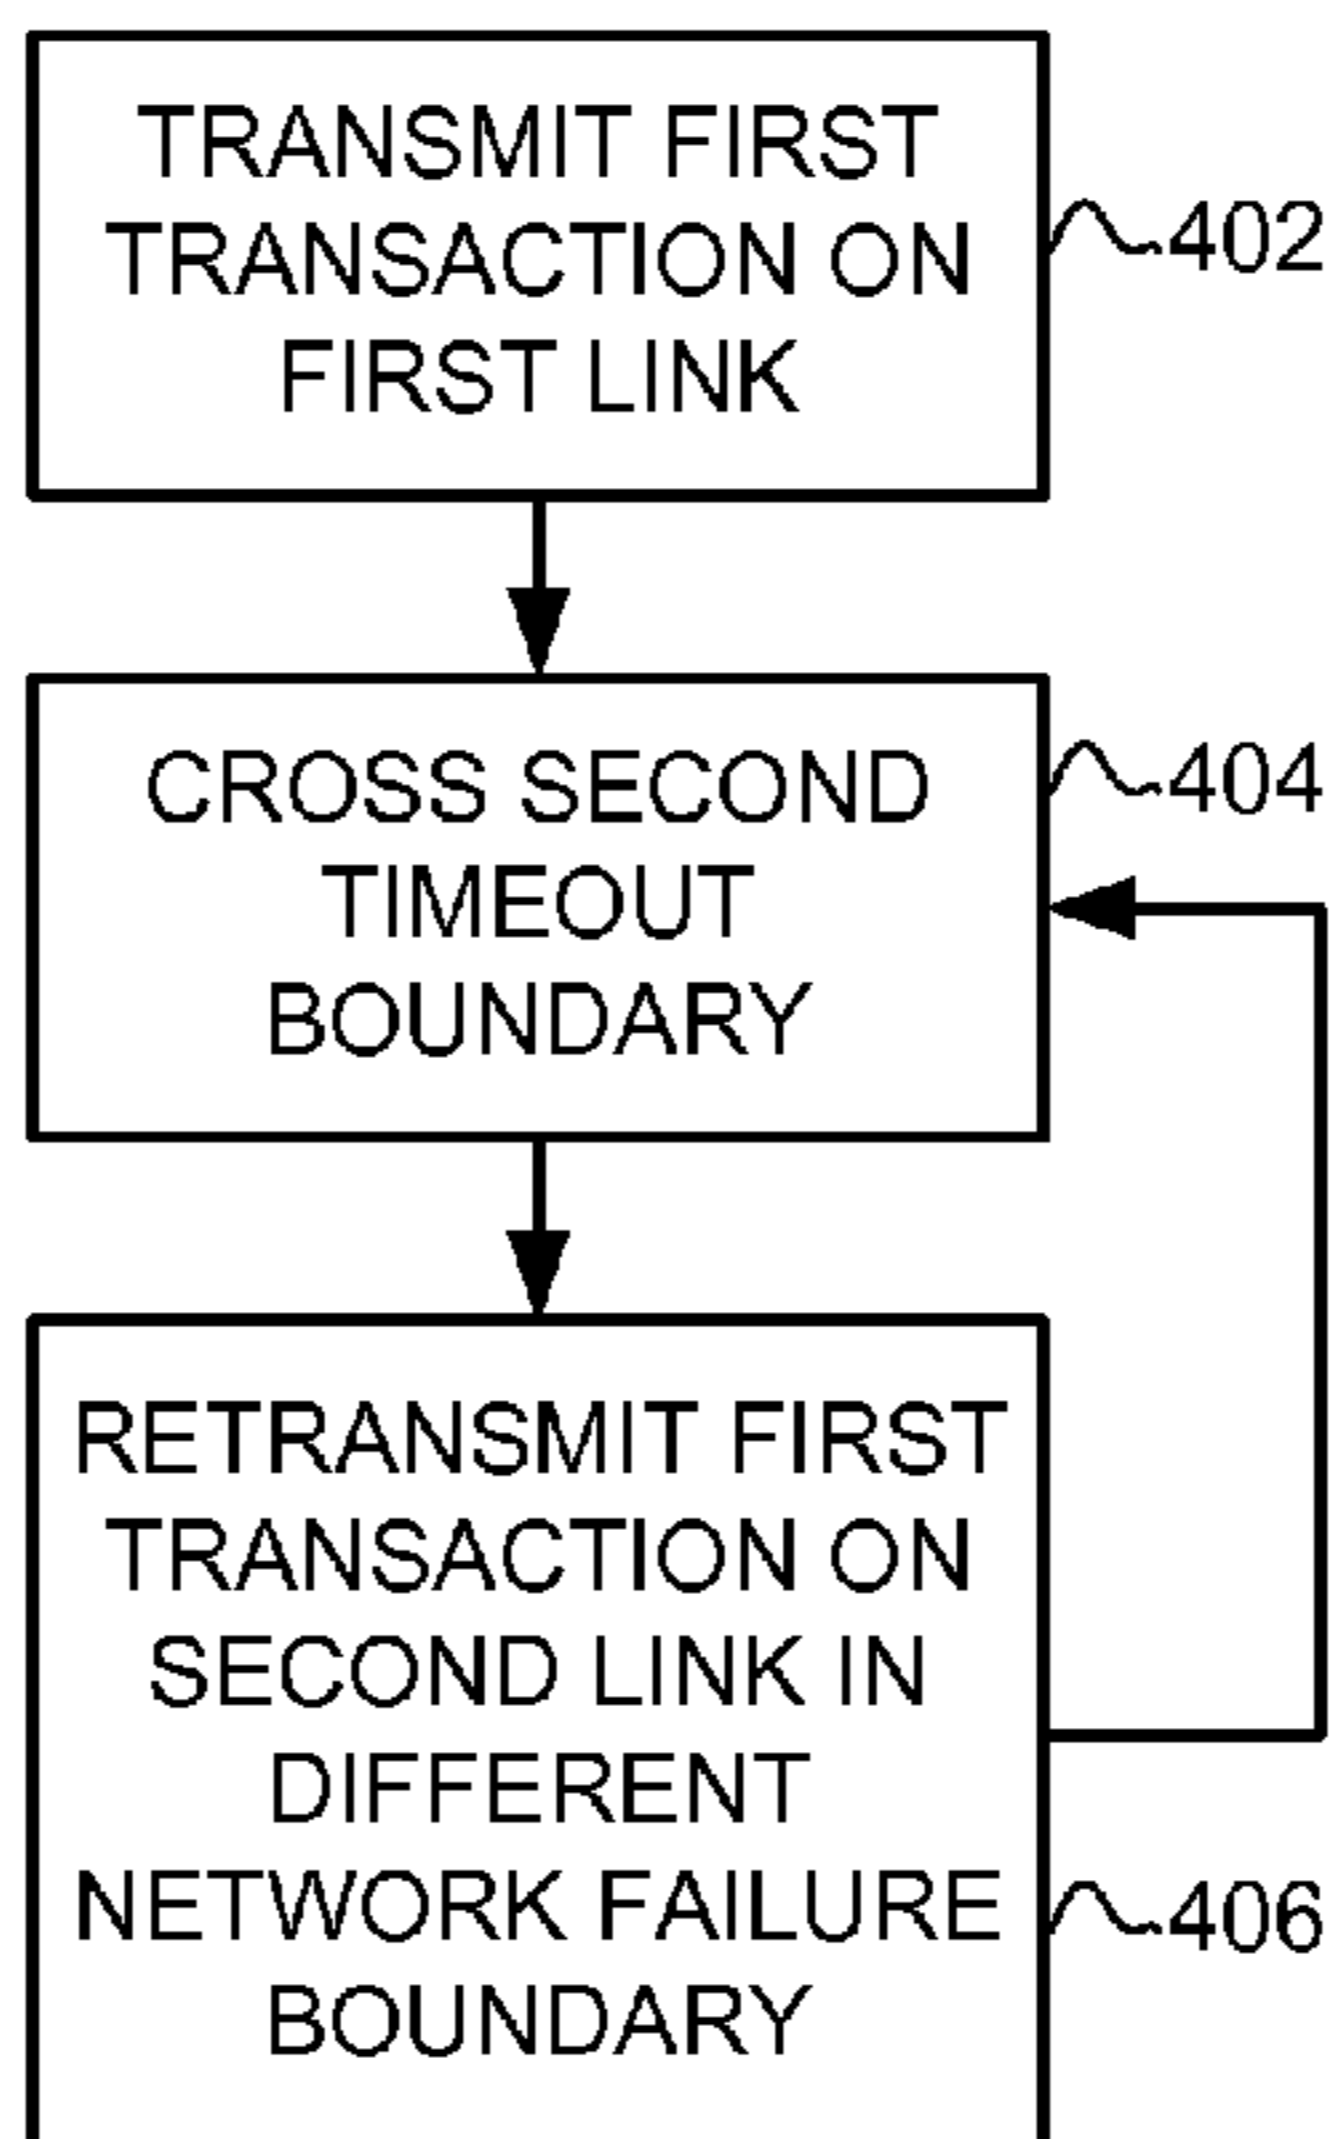 TRANSMIT FIRST
TRANSACTION ON
FIRST LINK
402
CROSS SECOND
TIMEOUT
BOUNDARY
404
RETRANSMIT FIRST
TRANSACTION ON
SECOND LINK IN
DIFFERENT
NETWORK FAILURE
BOUNDARY
406